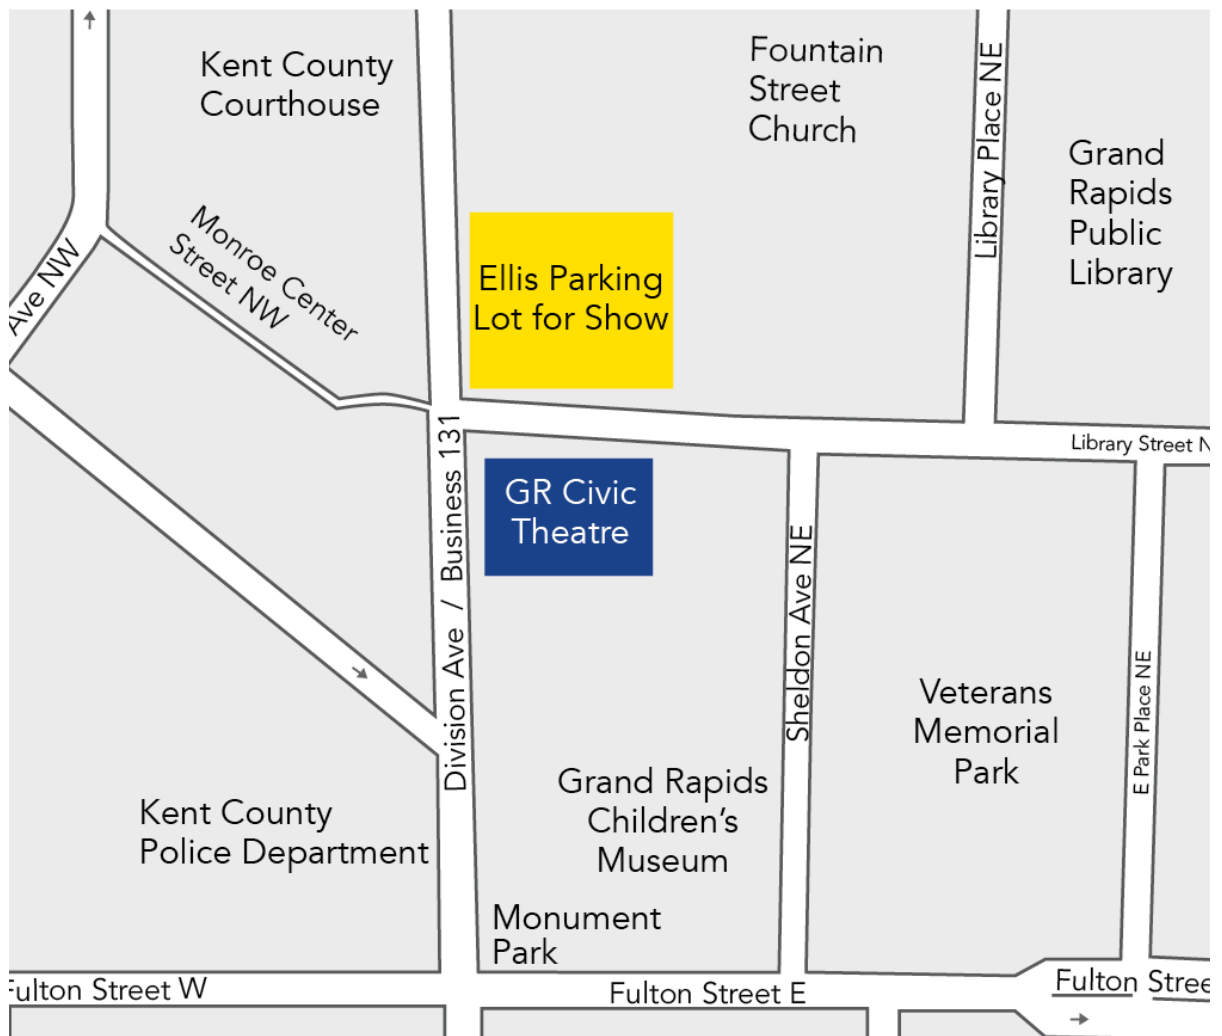 Kent County
Courthouse
Fountain
Street
Church
Library Place NE
Grand
Rapids
Public
Library
Monroe Center
Street NW
Ave NW
Ellis Parking
Lot for Show
Library Street N
GR Civic
Theatre
Division Ave / Business 131
Sheldon Ave NE
E Park Place NE
Veterans
Memorial
Park
Grand Rapids
Children's
Museum
Kent County
Police Department
Monument
Park
Fulton Street W
Fulton Street E
Fulton Stree